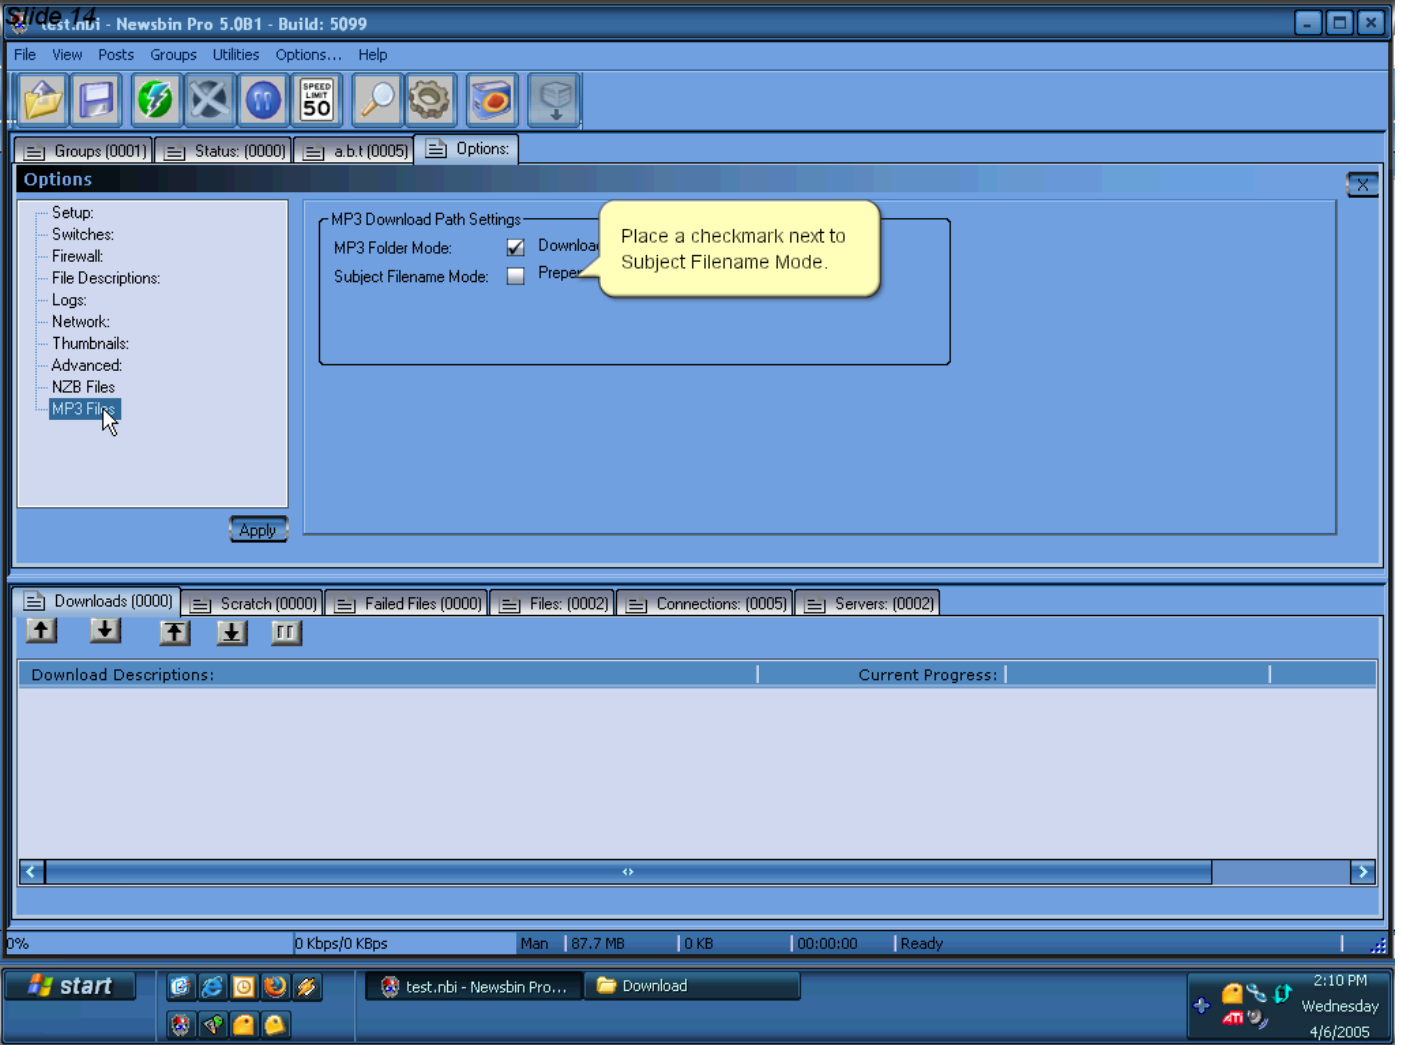 Slide 14
test.nbi - Newsbin Pro 5.0B1 - Build: 5099
File View Posts Groups Utilities Options... Help
SPEED LIMIT 50
Groups (0001) Status: (0000) a.b.t (0005) Options:
Options
Setup:
Switches:
Firewall:
File Descriptions:
Logs:
Network:
Thumbnails:
Advanced:
NZB Files
MP3 Files
Apply
MP3 Download Path Settings
MP3 Folder Mode:
Subject Filename Mode:
Place a checkmark next to
Subject Filename Mode.
Downloads (0000) Scratch (0000) Failed Files (0000) Files: (0002) Connections: (0005) Servers: (0002)
Download Descriptions: Current Progress:
0% 0 Kbps/0 KBps Man 87.7 MB 0 KB 00:00:00 Ready
start test.nbi - Newsbin Pro... Download
ATI
2:10 PM
Wednesday
4/6/2005